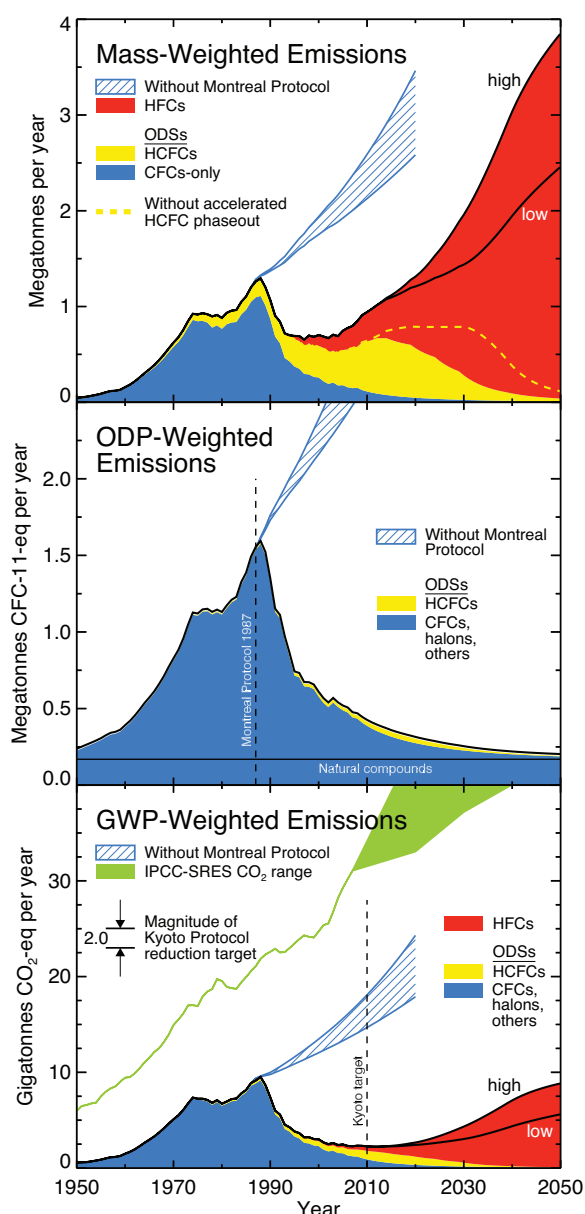 4
Mass-Weighted Emissions
Without Montreal Protocol
HFCs
ODSs
HCFCs
CFCs-only
Without accelerated
HCFC phaseout
high
low
3
2
1
0
Megatonnes per year
ODP-Weighted
Emissions
Without Montreal
Protocol
ODSs
HCFCs
CFCs,
halons,
others
2.0
1.5
1.0
0.5
0.0
Megatonnes CFC-11-eq per year
Montreal Protocol 1987
Natural compounds
GWP-Weighted Emissions
Without Montreal Protocol
IPCC-SRES CO₂ range
2.0
Magnitude of
Kyoto Protocol
reduction target
HFCs
ODSs
HCFCs
CFCs,
halons,
others
Kyoto target
high
low
30
20
10
0
Gigatonnes CO₂-eq per year
1950
1970
1990
2010
2030
2050
Year